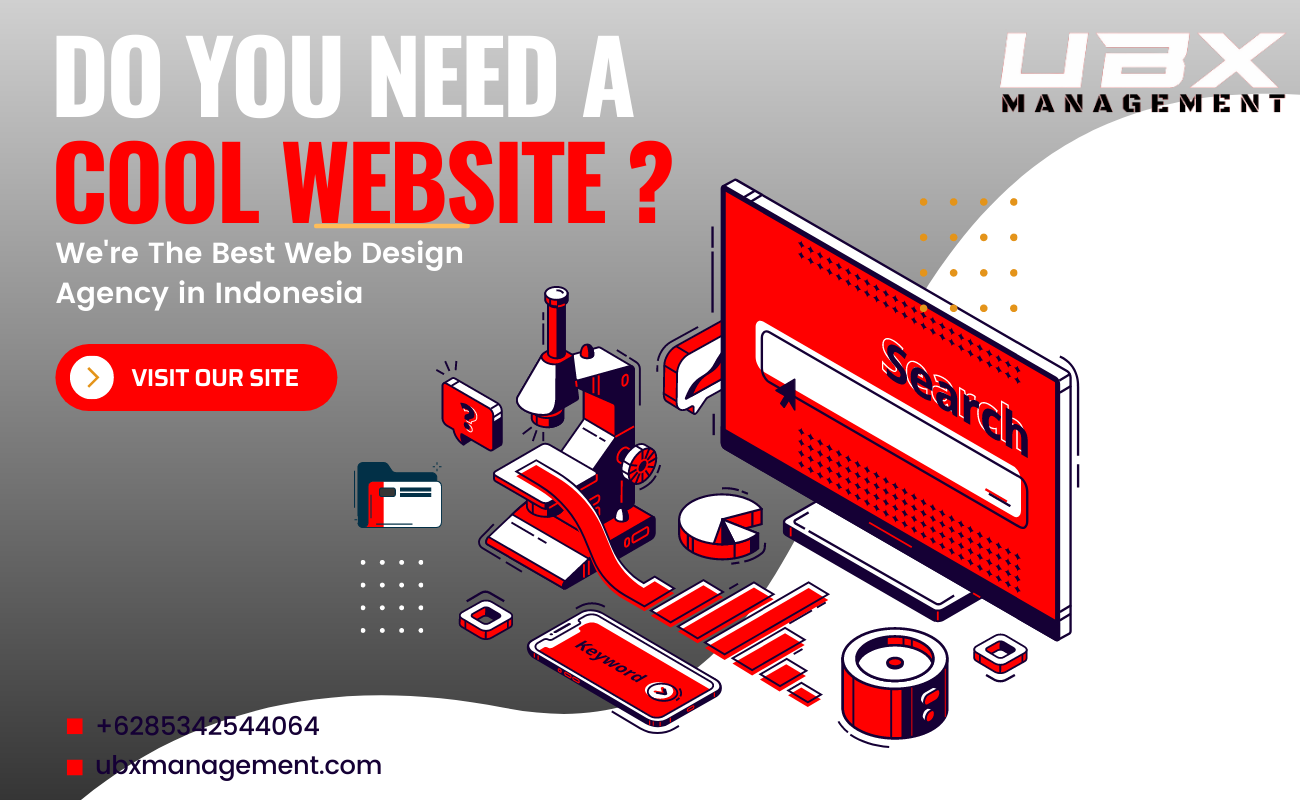 DO YOU NEED A
COOL WEBSITE ?
We're The Best Web Design
Agency in Indonesia
VISIT OUR SITE
UBX
MANAGEMENT
?
Search
Keyword
+6285342544064
ubxmanagement.com